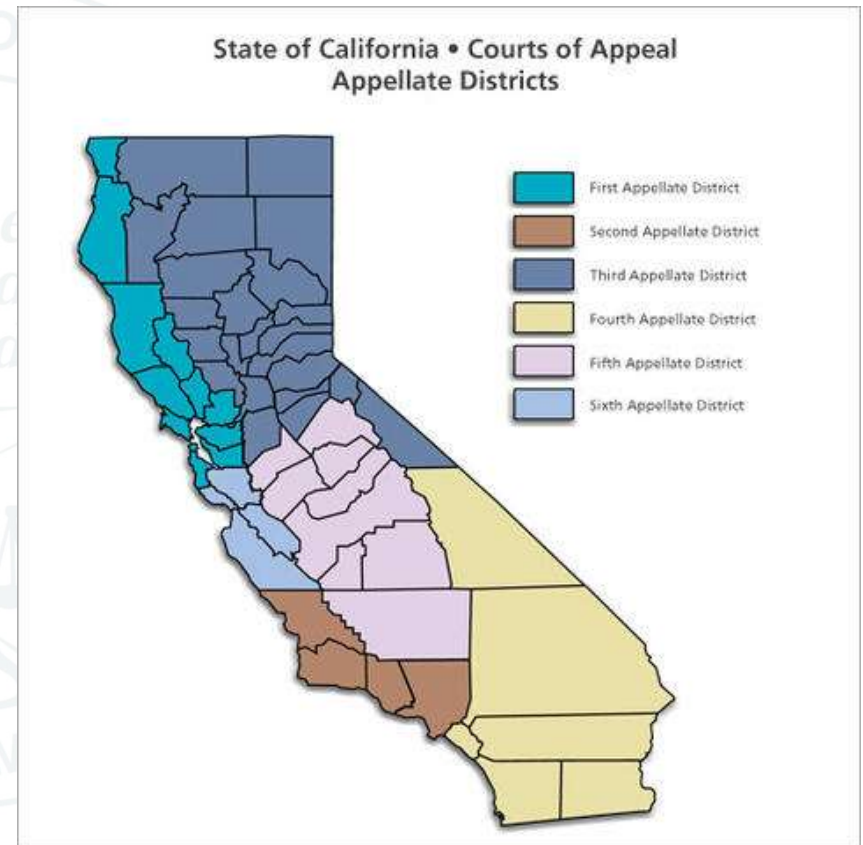 State of California • Courts of Appeal
Appellate Districts
First Appellate District
Second Appellate District
Third Appellate District
Fourth Appellate District
Fifth Appellate District
Sixth Appellate District